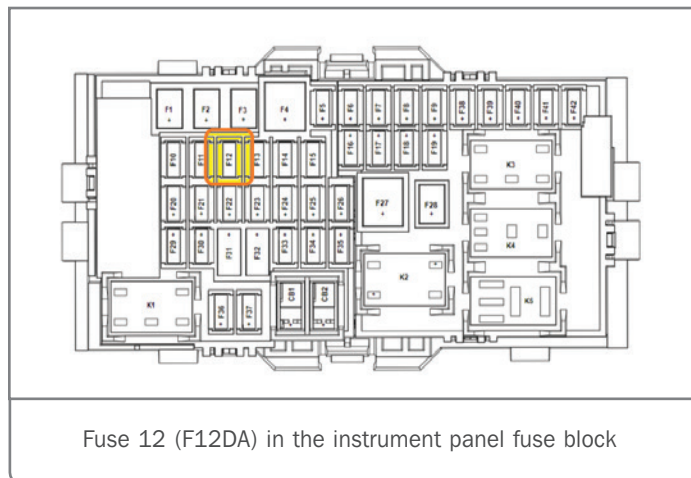 F1 F2 F3 F4 F5 F6 F7 F8 F9 F38 F39 F40 F41 F42
F10 F11 F12 F13 F14 F15 F16 F17 F18 F19 K3
F20 F21 F22 F23 F24 F25 F26 F27 F28 K4
F29 F30 F31 F32 F33 F34 F35
K1 F36 F37 CB1 CB2 K2 K5
Fuse 12 (F12DA) in the instrument panel fuse block